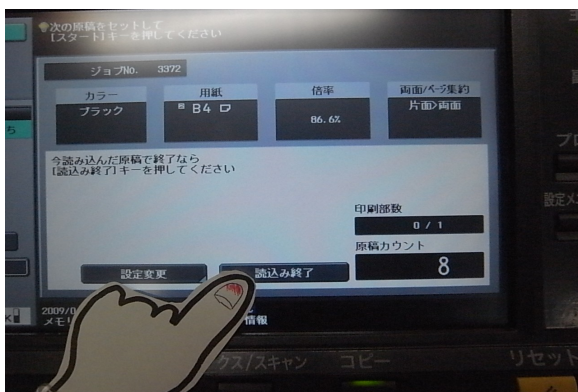 次の原稿をセットして
[スタート]キーを押してください
ジョブNo. 3372
カラー
ブラック
用紙
B4
倍率
86.6%
両面/ページ集約
片面>両面
今読み込んだ原稿で終了なら
[読込み終了]キーを押してください
印刷部数
0 / 1
原稿カウント
8
設定変更
読込み終了
2009/0
メモリ
情報
クス/スキャン
コピー
リセット
設定メ
プ
ち
5